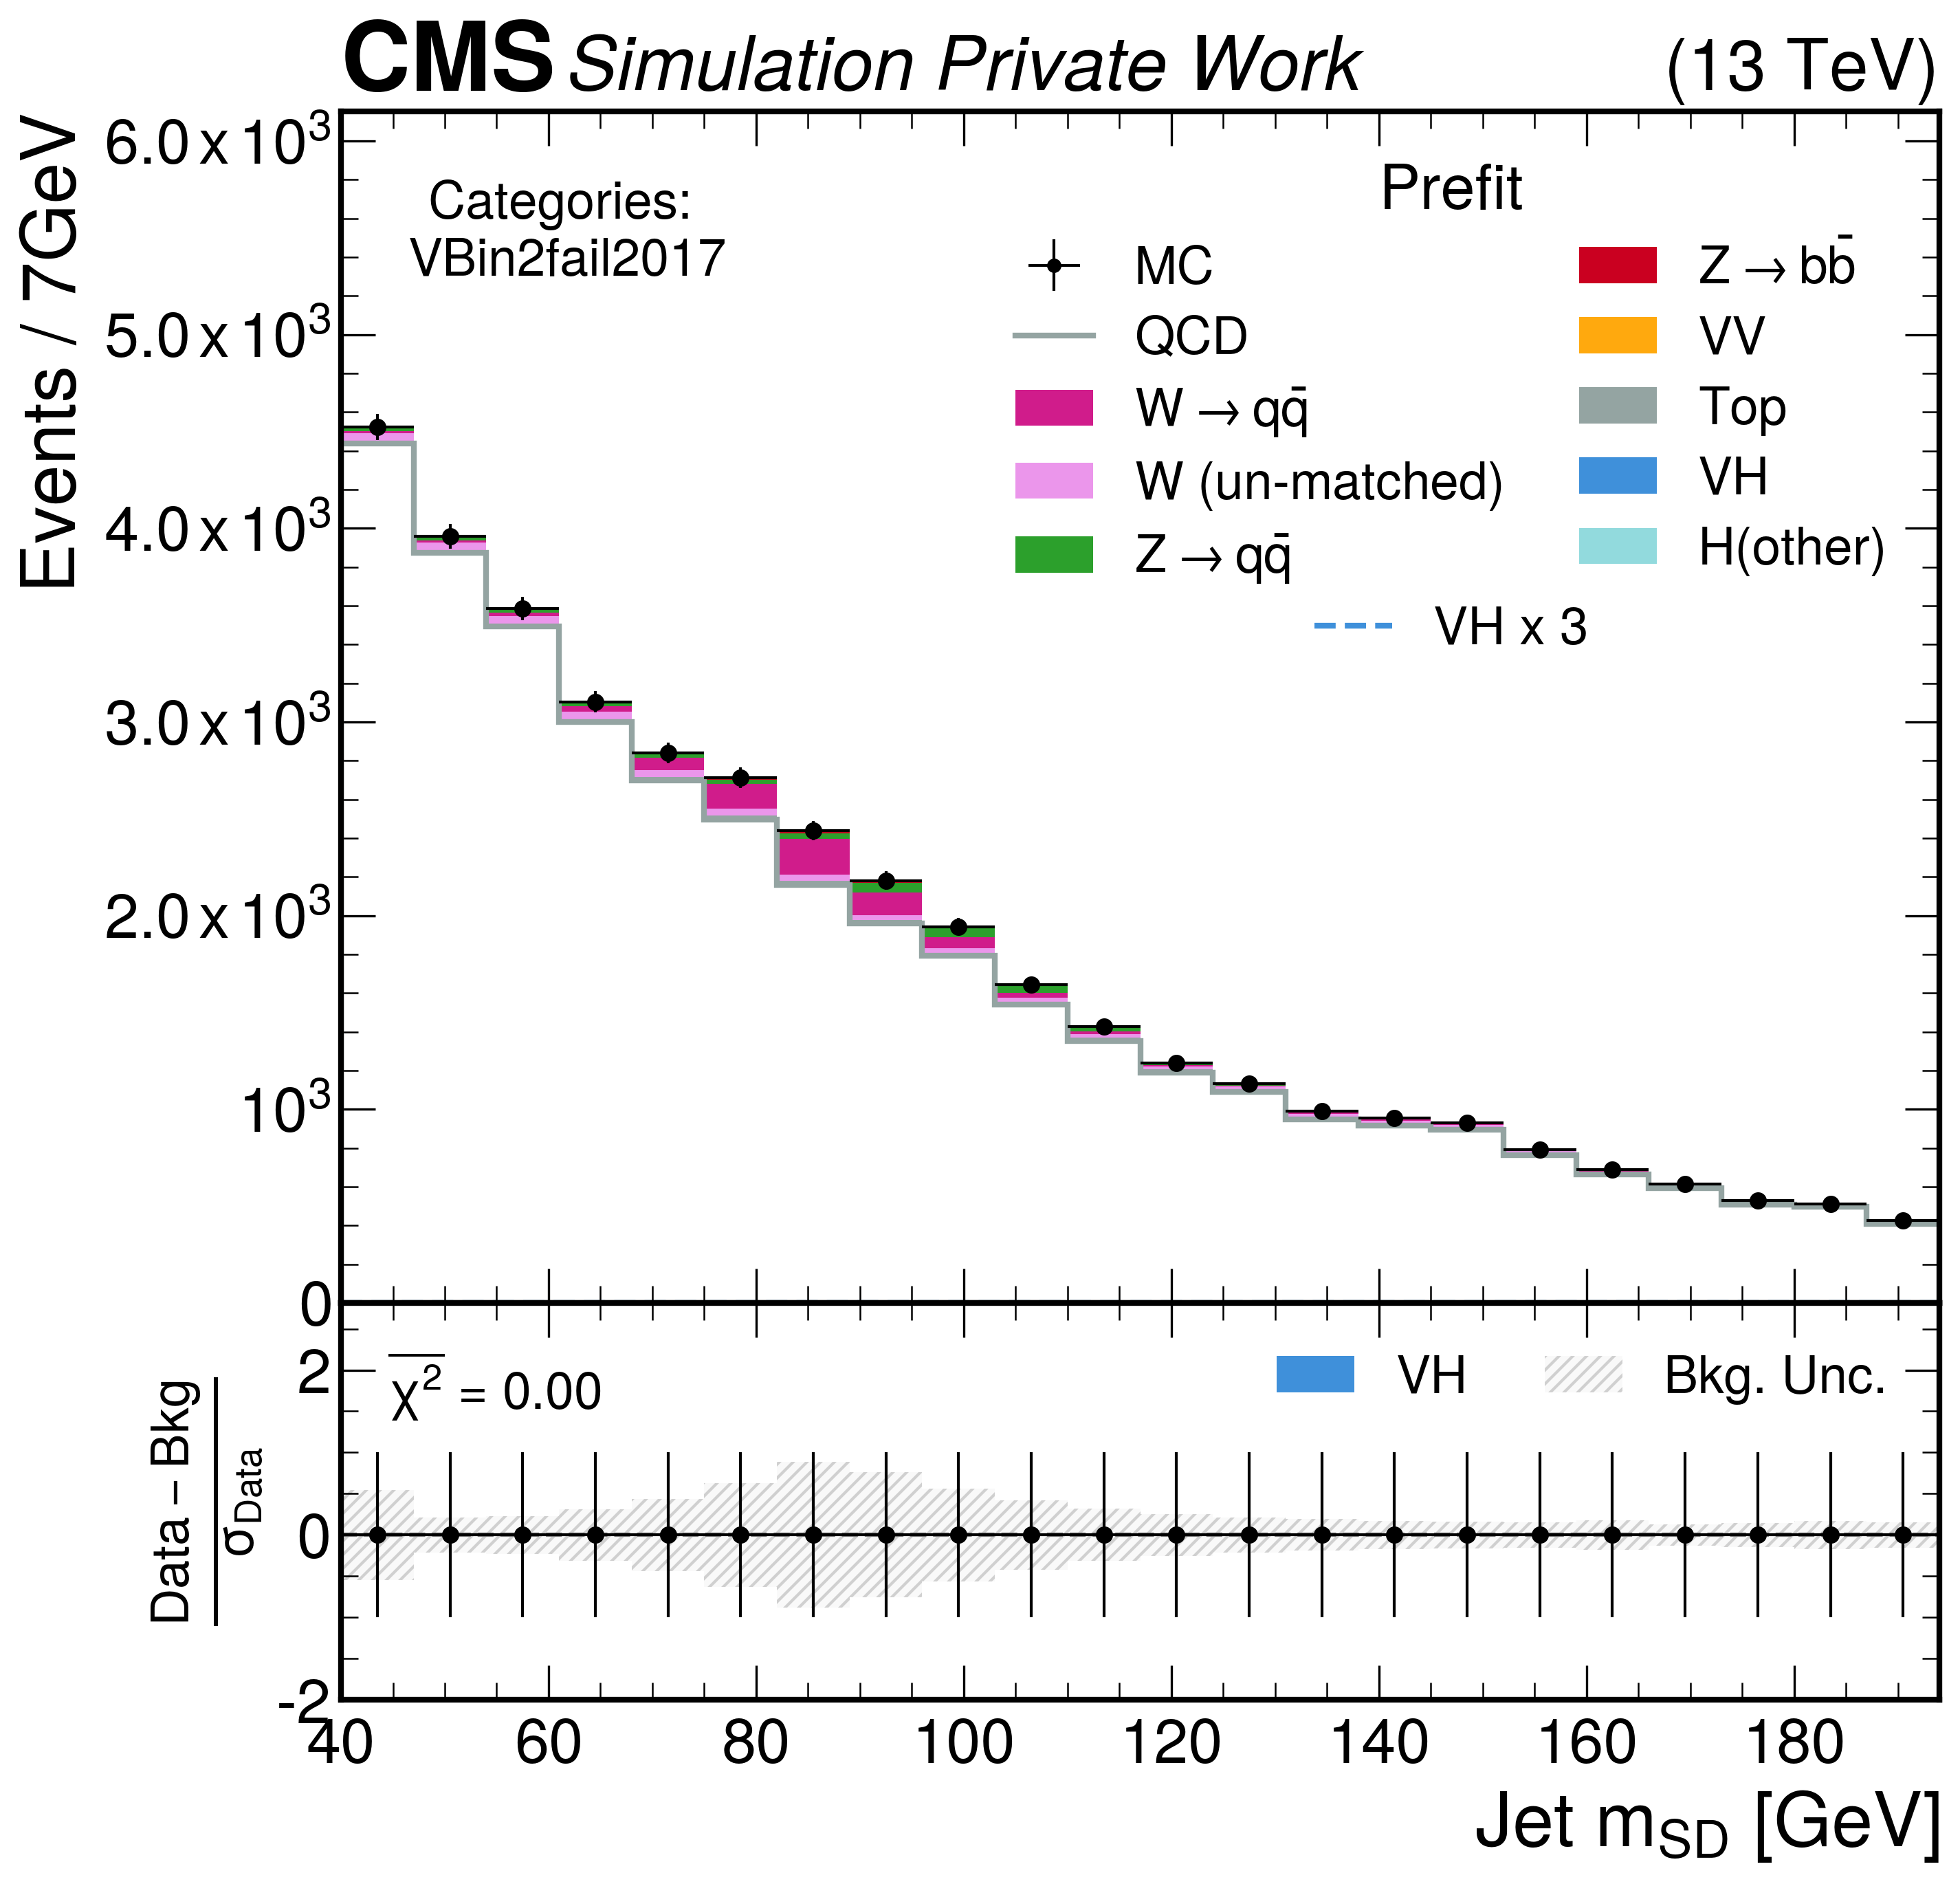 CMS Simulation Private Work (13 TeV)
Events / 7GeV
6.0 x 10³
5.0 x 10³
4.0 x 10³
3.0 x 10³
2.0 x 10³
10³
0
Categories:
VBin2fail2017
Prefit
MC
QCD
W → qq̄
W (un-matched)
Z → qq̄
Z → bb̄
VV
Top
VH
H(other)
VH x 3
Data – Bkg
σData
2
0
-2
χ² = 0.00
VH
Bkg. Unc.
40 60 80 100 120 140 160 180
Jet mSD [GeV]